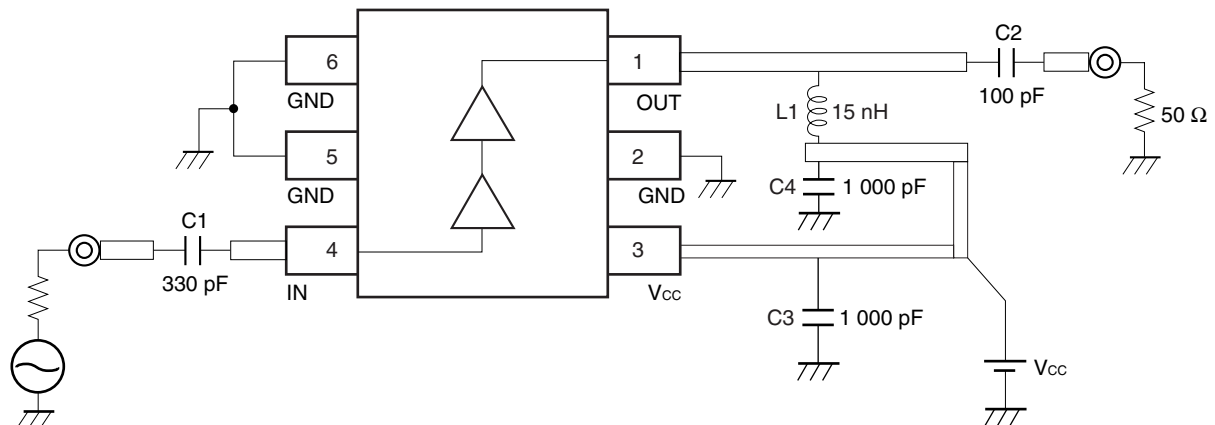 6
GND
5
GND
C1
330 pF
4
IN
1
OUT
2
GND
3
VCC
C2
100 pF
50 Ω
L1 15 nH
C4 1 000 pF
C3 1 000 pF
VCC